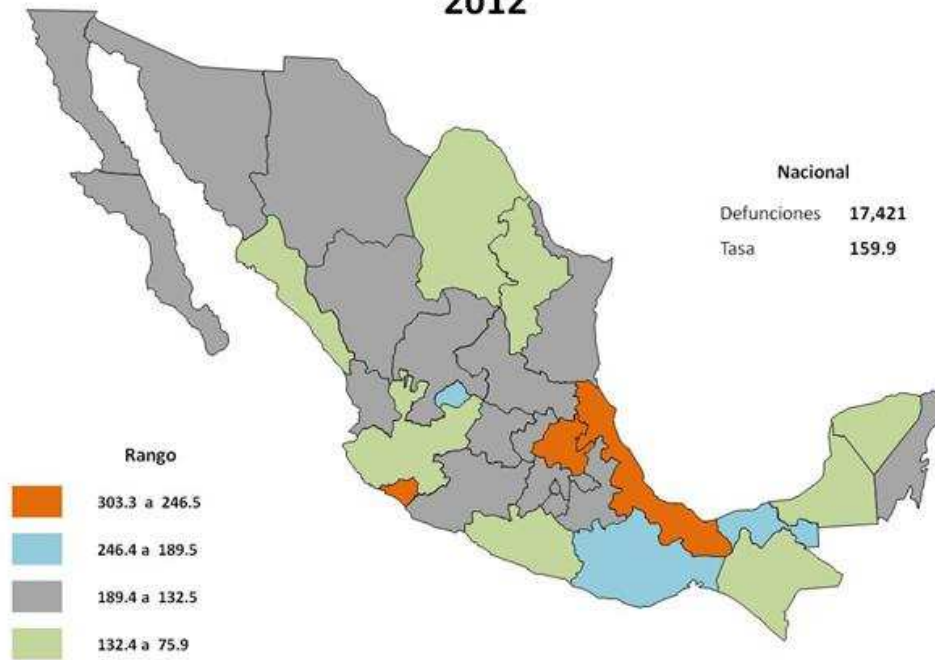 2012
Nacional
Defunciones 17,421
Tasa 159.9
Rango
303.3 a 246.5
246.4 a 189.5
189.4 a 132.5
132.4 a 75.9